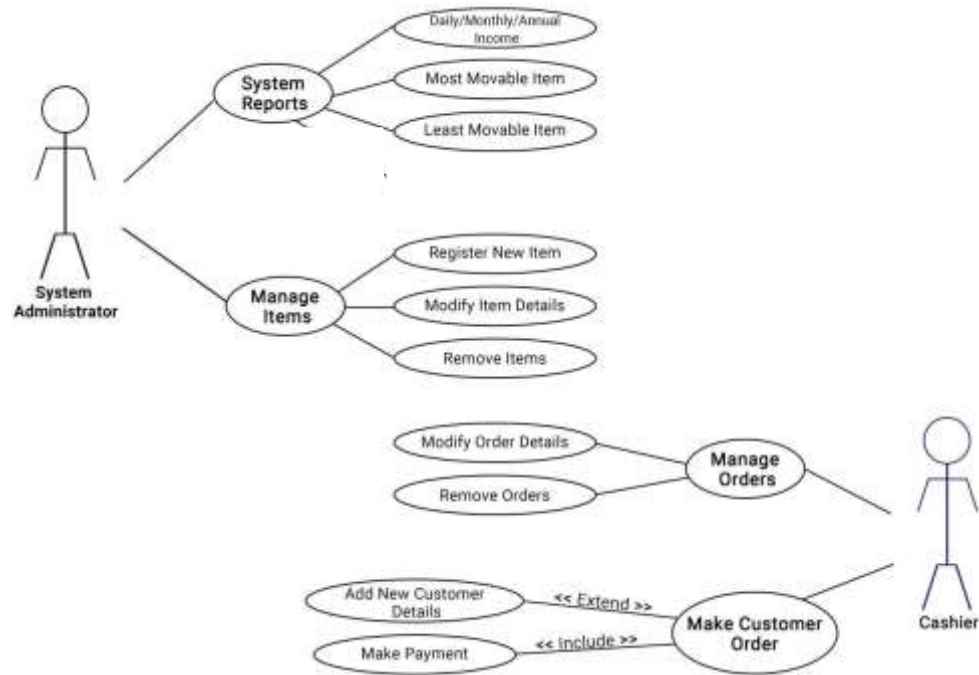 Daily/Monthly/Annual
Income
System
Reports
Most Movable Item
Least Movable Item
Register New Item
System
Administrator
Manage
Items
Modify Item Details
Remove Items
Modify Order Details
Manage
Orders
Remove Orders
Add New Customer
Details
<< Extend >>
Make Customer
Order
Cashier
<< Include >>
Make Payment